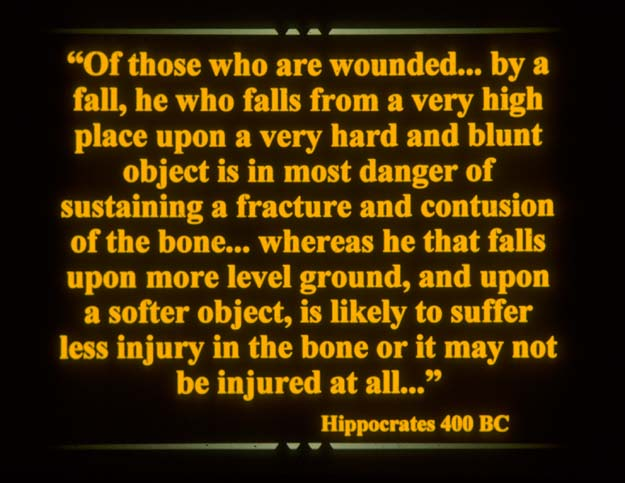 “Of those who are wounded... by a
fall, he who falls from a very high
place upon a very hard and blunt
object is in most danger of
sustaining a fracture and contusion
of the bone... whereas he that falls
upon more level ground, and upon
a softer object, is likely to suffer
less injury in the bone or it may not
be injured at all...”
Hippocrates 400 BC